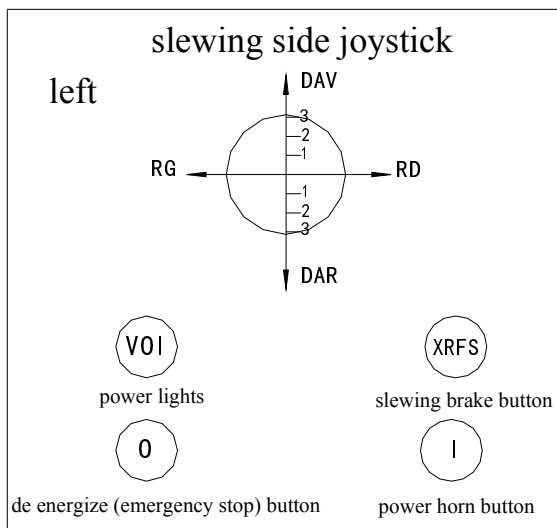 slewing side joystick
left
DAV
3
2
1
RG RD
1
2
3
DAR
VOI XRFS
power lights slewing brake button
O I
de energize (emergency stop) button power horn button